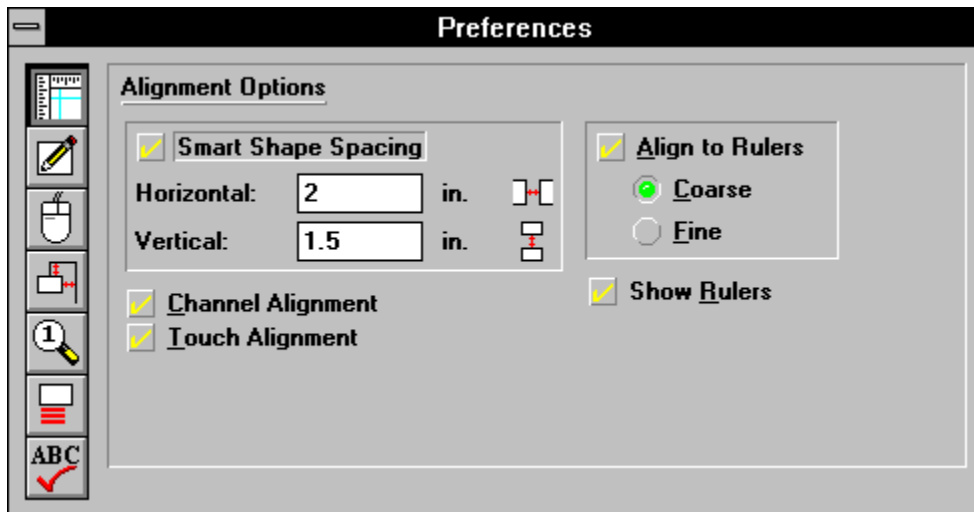 Preferences
Alignment Options
Smart Shape Spacing
Horizontal: 2 in.
Vertical: 1.5 in.
Channel Alignment
Touch Alignment
Align to Rulers
Coarse
Fine
Show Rulers
1
ABC